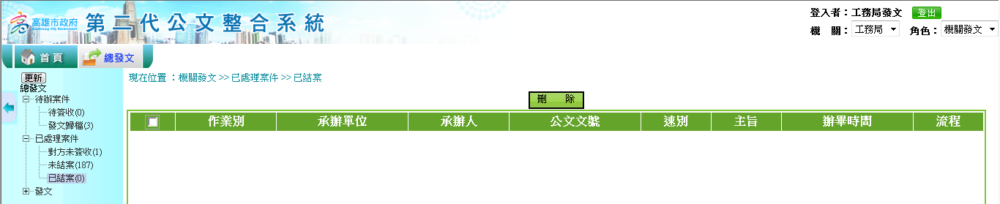 高雄市政府 第二代公文整合系統
登入者：工務局發文 登出
機 關：工務局 角色：機關發文
首頁 總發文
更新
現在位置：機關發文 >> 已處理案件 >> 已結案
總發文
待辦案件
待簽收(0)
發文歸檔(3)
已處理案件
對方未簽收(1)
未結案(187)
已結案(0)
發文
刪 除
作業別 承辦單位 承辦人 公文文號 速別 主旨 辦畢時間 流程